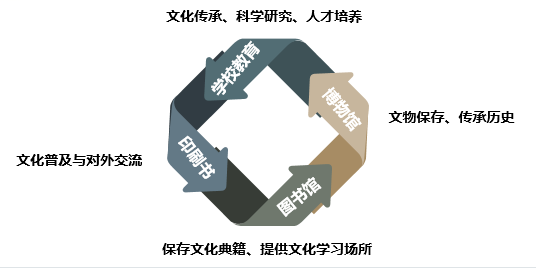 文化传承、科学研究、人才培养
学校教育
博物馆
文物保存、传承历史
印刷书
文化普及与对外交流
图书馆
保存文化典籍、提供文化学习场所